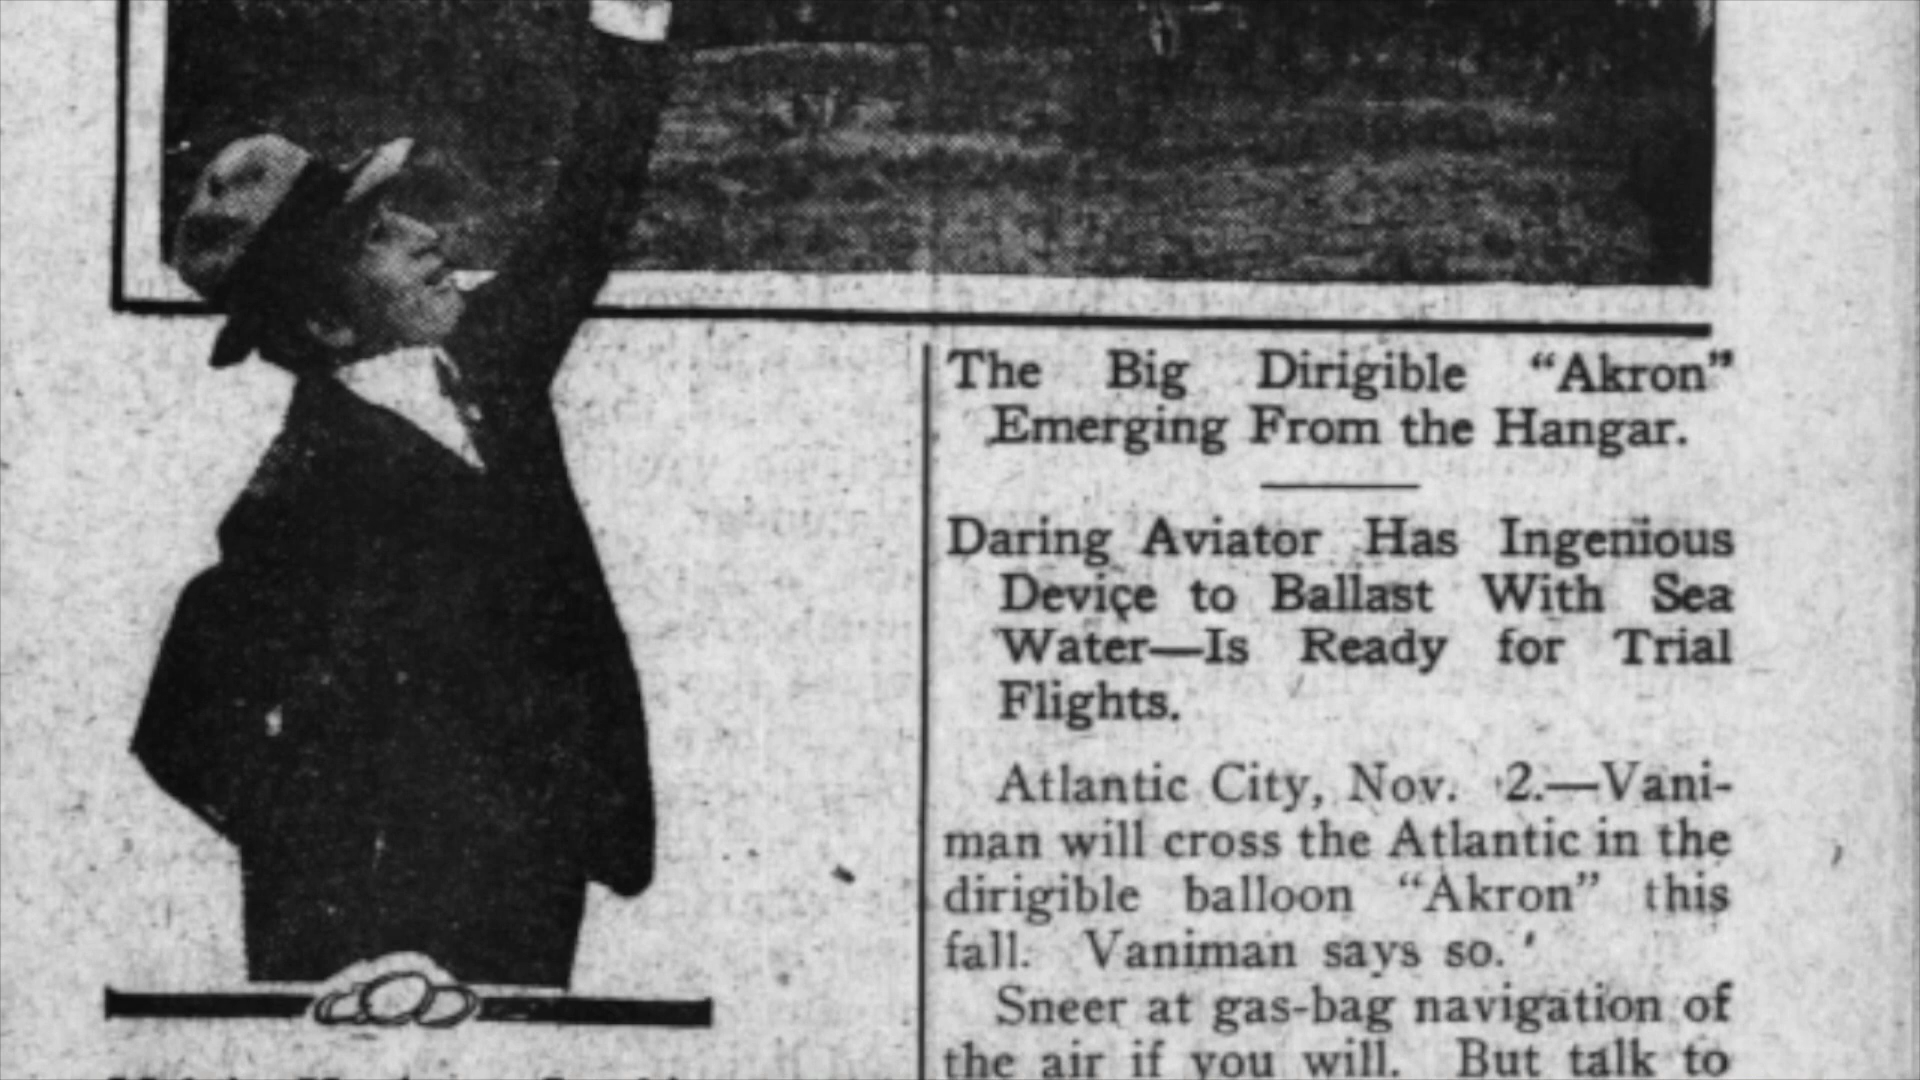 The Big Dirigible “Akron”
Emerging From the Hangar.
Daring Aviator Has Ingenious
Device to Ballast With Sea
Water—Is Ready for Trial
Flights.
Atlantic City, Nov. 2.—Vani-
man will cross the Atlantic in the
dirigible balloon “Akron” this
fall. Vaniman says so.
Sneer at gas-bag navigation of
the air if you will. But talk to